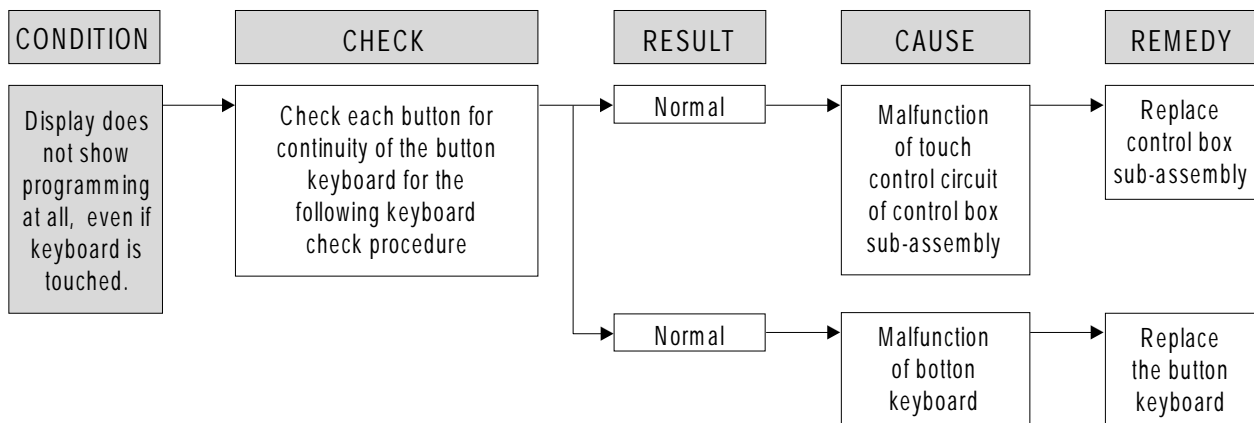 CONDITION
CHECK
RESULT
CAUSE
REMEDY
Display does
not show
programming
at all, even if
keyboard is
touched.
Check each button for
continuity of the button
keyboard for the
following keyboard
check procedure
Normal
Malfunction
of touch
control circuit
of control box
sub-assembly
Replace
control box
sub-assembly
Normal
Malfunction
of botton
keyboard
Replace
the button
keyboard